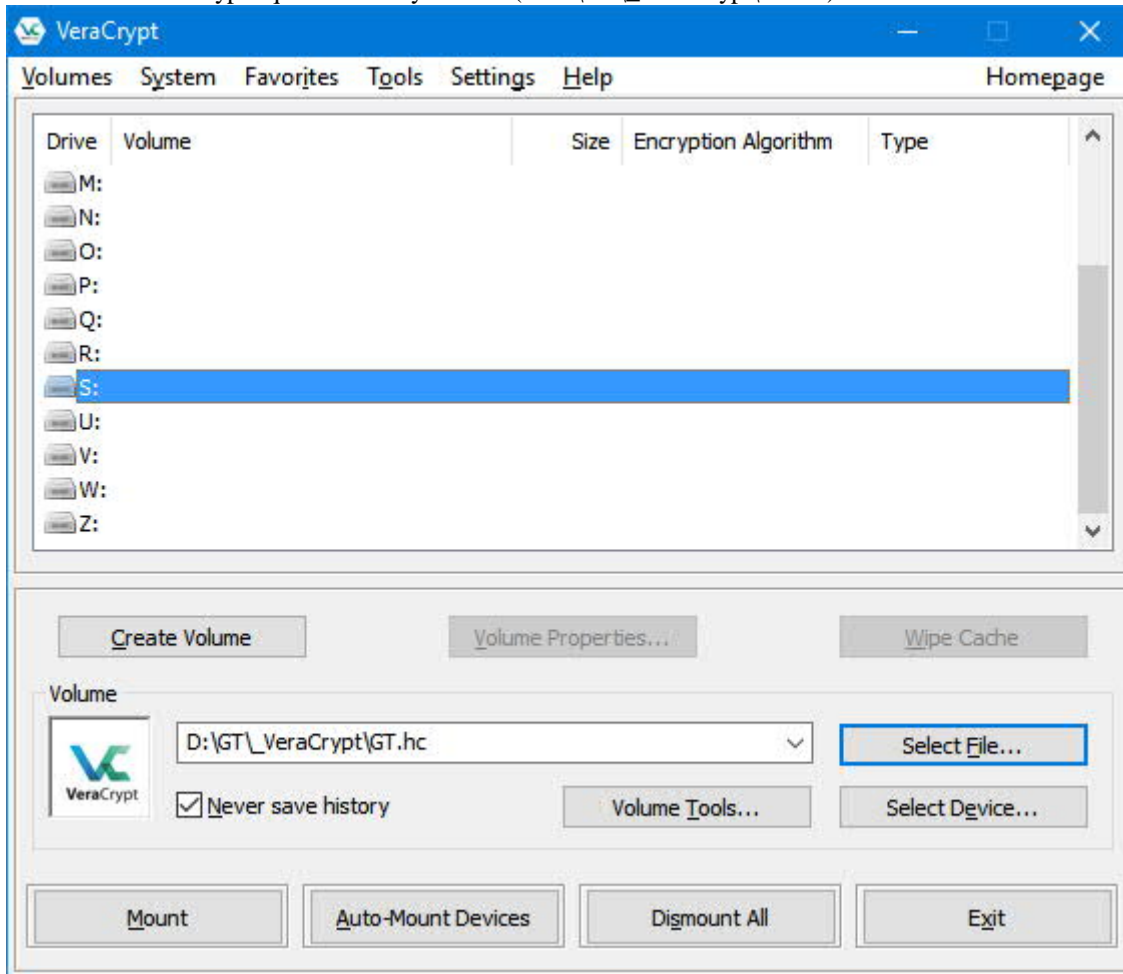 VeraCrypt
Volumes System Favorites Tools Settings Help Homepage
Drive Volume Size Encryption Algorithm Type
M:
N:
O:
P:
Q:
R:
S:
U:
V:
W:
Z:
Create Volume Volume Properties... Wipe Cache
Volume
D:\GT\_VeraCrypt\GT.hc Select File...
VeraCrypt
Never save history Volume Tools... Select Device...
Mount Auto-Mount Devices Dismount All Exit